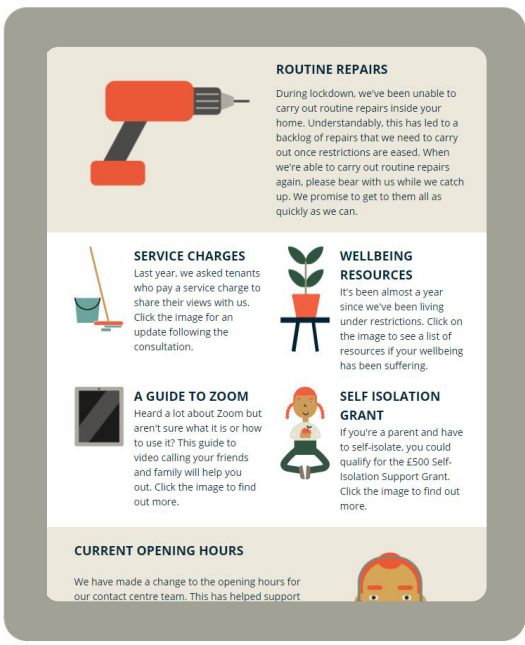 ROUTINE REPAIRS
During lockdown, we've been unable to
carry out routine repairs inside your
home. Understandably, this has led to a
backlog of repairs that we need to carry
out once restrictions are eased. When
we're able to carry out routine repairs
again, please bear with us while we catch
up. We promise to get to them all as
quickly as we can.
SERVICE CHARGES
Last year, we asked tenants
who pay a service charge to
share their views with us.
Click the image for an
update following the
consultation.
WELLBEING
RESOURCES
It's been almost a year
since we've been living
under restrictions. Click on
the image to see a list of
resources if your wellbeing
has been suffering.
A GUIDE TO ZOOM
Heard a lot about Zoom but
aren't sure what it is or how
to use it? This guide to
video calling your friends
and family will help you
out. Click the image to find
out more.
SELF ISOLATION
GRANT
If you're a parent and have
to self-isolate, you could
qualify for the £500 Self-
Isolation Support Grant.
Click the image to find out
more.
CURRENT OPENING HOURS
We have made a change to the opening hours for
our contact centre team. This has helped support